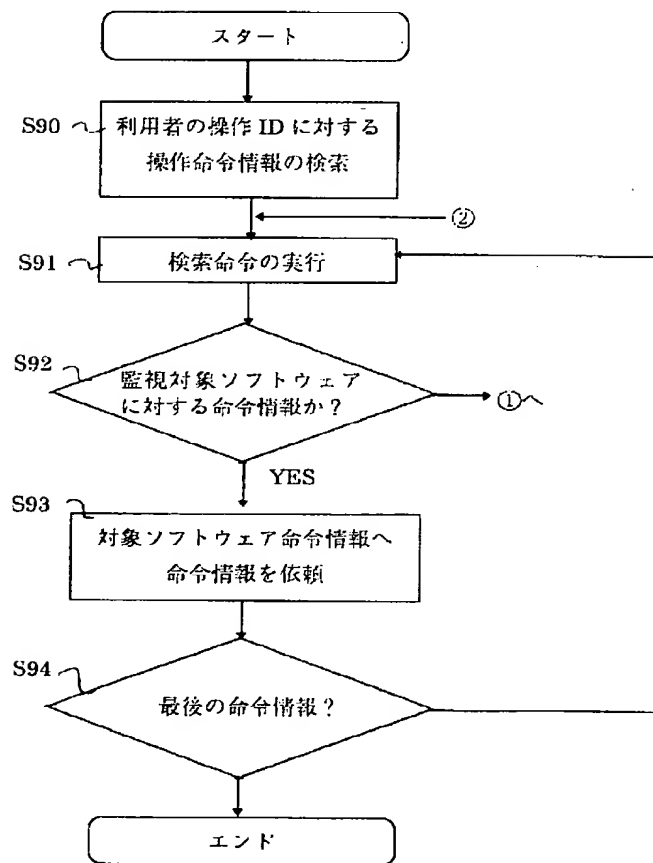 スタート
S90
利用者の操作IDに対する
操作命令情報の検索
②
S91
検索命令の実行
S92
監視対象ソフトウェア
に対する命令情報か？
①へ
YES
S93
対象ソフトウェア命令情報へ
命令情報を依頼
S94
最後の命令情報？
エンド